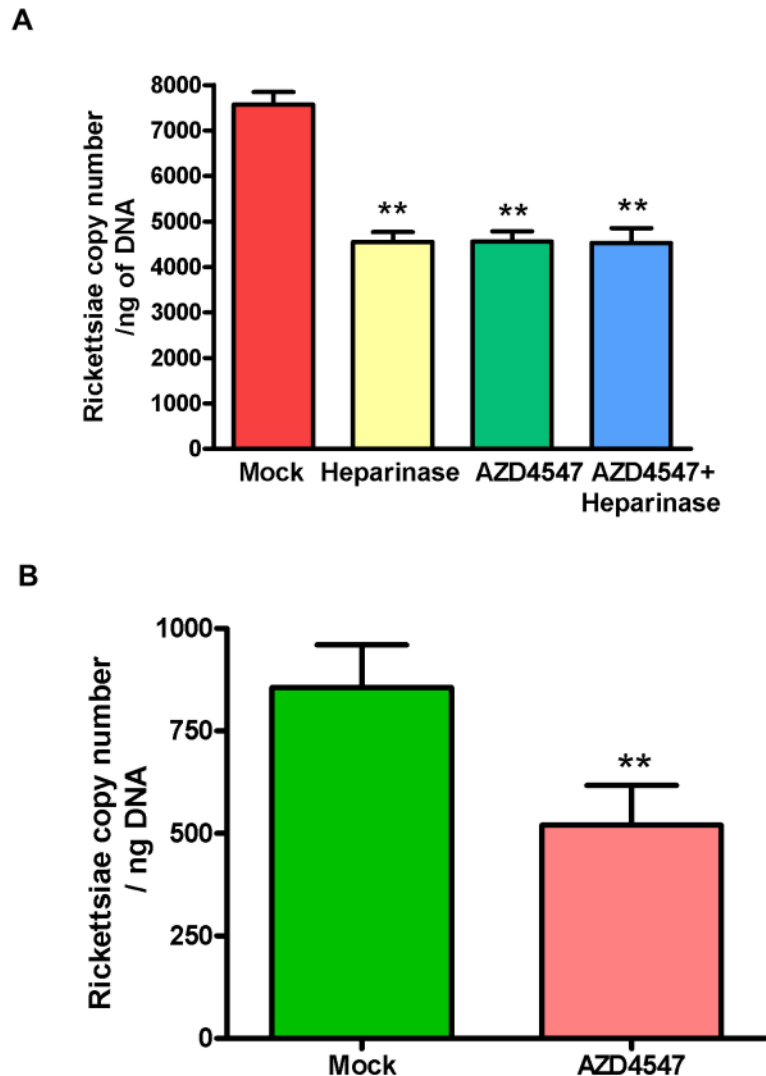 A
Rickettsiae copy number
/ng of DNA
8000
7000
6000
5000
4000
3000
2000
1000
0
**
**
**
Mock
Heparinase
AZD4547
AZD4547+
Heparinase
B
Rickettsiae copy number
/ ng DNA
1000
750
500
250
0
**
Mock
AZD4547